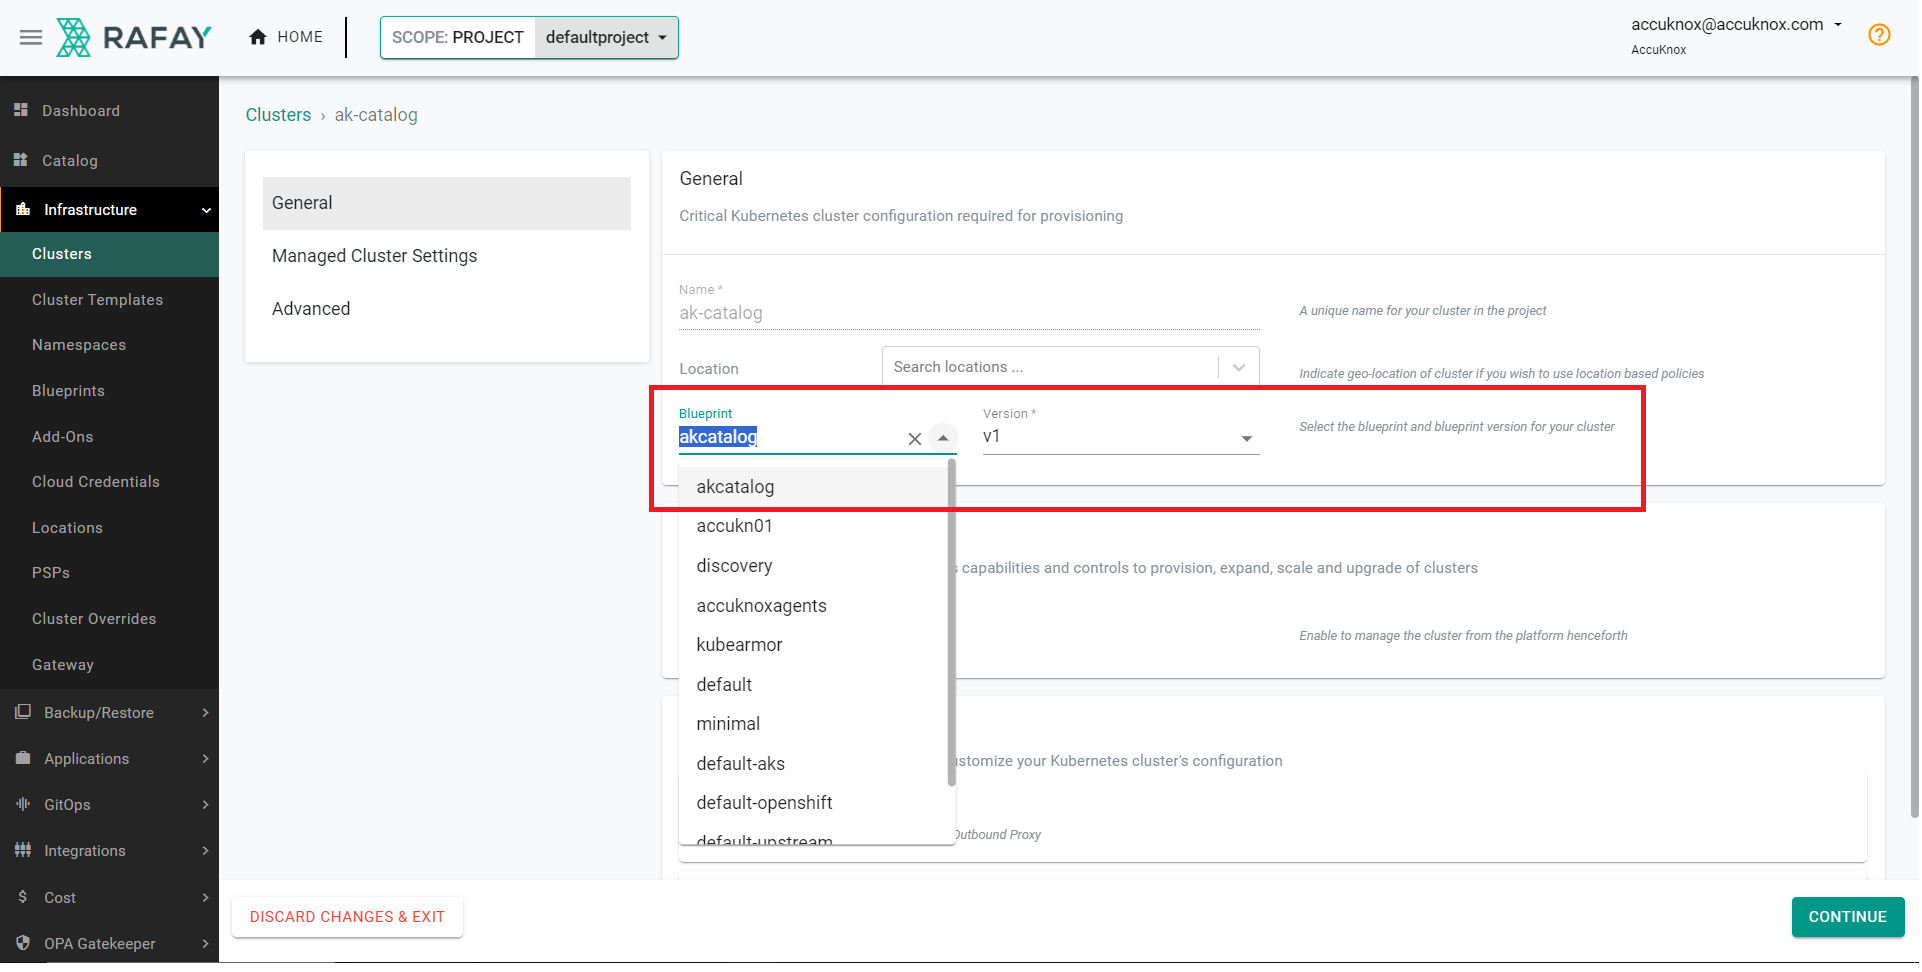 RAFAY
HOME
SCOPE: PROJECT defaultproject
accuknox@accuknox.com
AccuKnox
Dashboard
Catalog
Infrastructure
Clusters
Cluster Templates
Namespaces
Blueprints
Add-Ons
Cloud Credentials
Locations
PSPs
Cluster Overrides
Gateway
Backup/Restore
Applications
GitOps
Integrations
Cost
OPA Gatekeeper
Clusters › ak-catalog
General
Managed Cluster Settings
Advanced
General
Critical Kubernetes cluster configuration required for provisioning
Name *
ak-catalog
A unique name for your cluster in the project
Location
Search locations ...
Indicate geo-location of cluster if you wish to use location based policies
Blueprint
akcatalog
Version *
v1
Select the blueprint and blueprint version for your cluster
akcatalog
accukn01
discovery
accuknoxagents
kubearmor
default
minimal
default-aks
default-openshift
default-upstream
s capabilities and controls to provision, expand, scale and upgrade of clusters
Enable to manage the cluster from the platform henceforth
ustomize your Kubernetes cluster's configuration
Outbound Proxy
DISCARD CHANGES & EXIT
CONTINUE